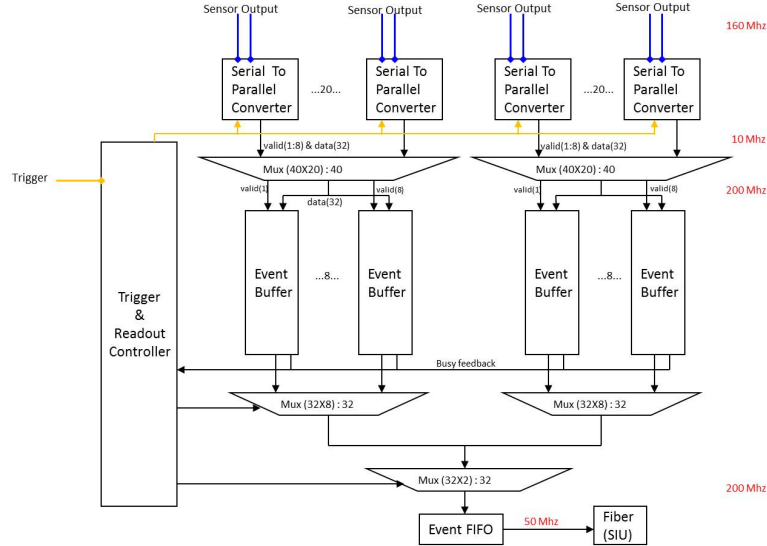 Sensor Output
Sensor Output
Sensor Output
Sensor Output
160 Mhz
Serial To
Parallel
Converter
...20...
Serial To
Parallel
Converter
Serial To
Parallel
Converter
...20...
Serial To
Parallel
Converter
valid(1:8) & data(32)
valid(1:8) & data(32)
10 Mhz
Mux (40X20) : 40
Mux (40X20) : 40
Trigger
valid(1)
valid(8)
data(32)
valid(1)
valid(8)
200 Mhz
Event
Buffer
...8...
Event
Buffer
Event
Buffer
...8...
Event
Buffer
Trigger
&
Readout
Controller
Busy feedback
Mux (32X8) : 32
Mux (32X8) : 32
Mux (32X2) : 32
200 Mhz
Event FIFO
50 Mhz
Fiber
(SIU)